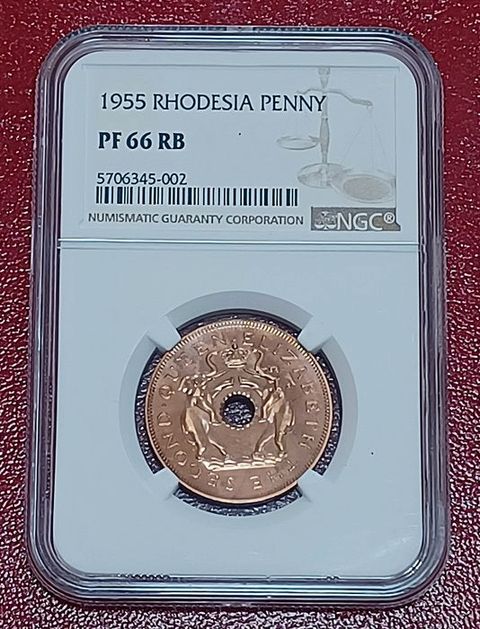 1955 RHODESIA PENNY
PF 66 RB
5706345-002
NUMISMATIC GUARANTY CORPORATION
NGC®
QUEEN ELIZABETH THE SECOND